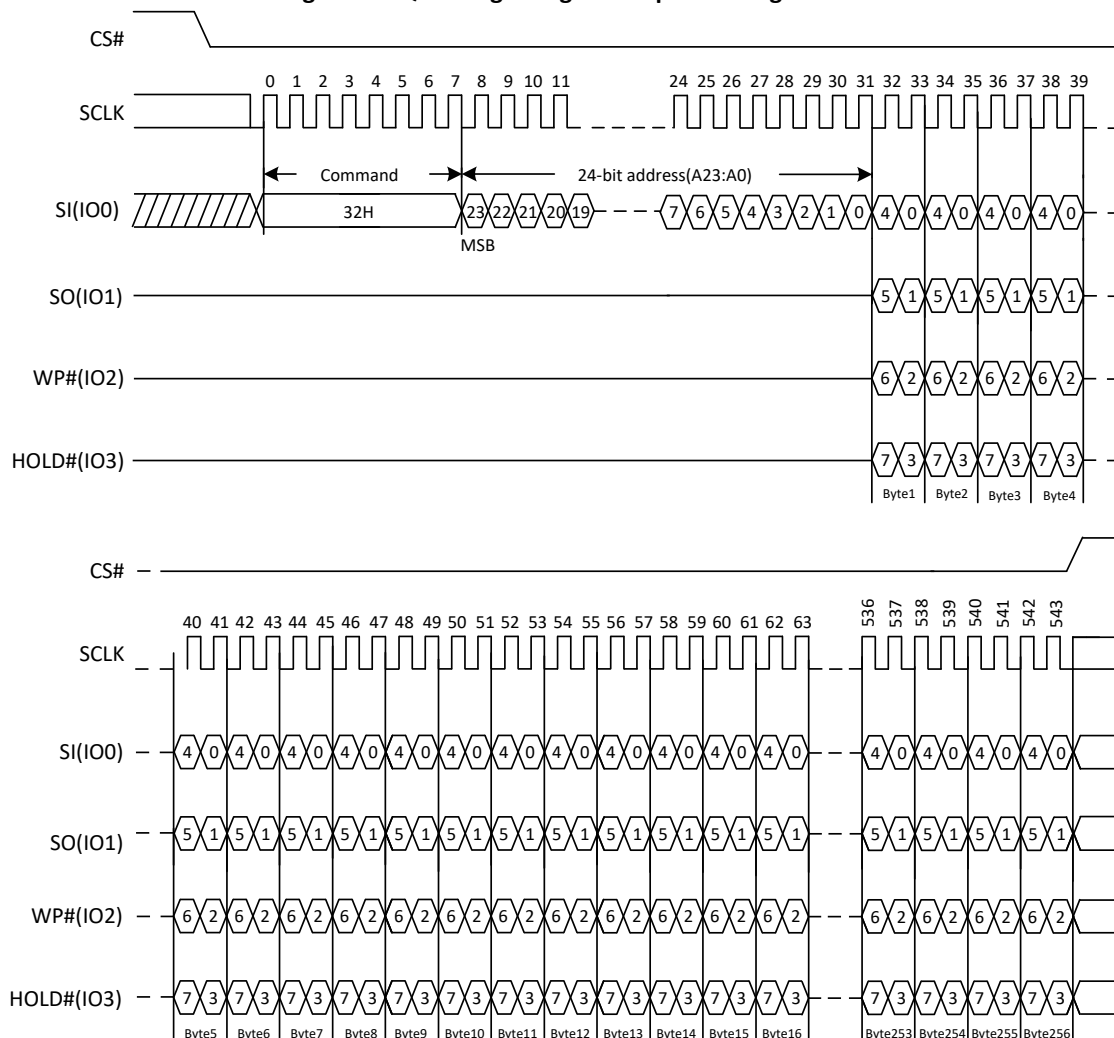 CS#
0 1 2 3 4 5 6 7 8 9 10 11 24 25 26 27 28 29 30 31 32 33 34 35 36 37 38 39
SCLK
Command 24-bit address(A23:A0)
SI(IO0) 32H 23 22 21 20 19 7 6 5 4 3 2 1 0 4 0 4 0 4 0 4 0
MSB
SO(IO1) 5 1 5 1 5 1 5 1
WP#(IO2) 6 2 6 2 6 2 6 2
HOLD#(IO3) 7 3 7 3 7 3 7 3
Byte1 Byte2 Byte3 Byte4
CS#
40 41 42 43 44 45 46 47 48 49 50 51 52 53 54 55 56 57 58 59 60 61 62 63 536 537 538 539 540 541 542 543
SCLK
SI(IO0) 4 0 4 0 4 0 4 0 4 0 4 0 4 0 4 0 4 0 4 0 4 0 4 0 4 0 4 0 4 0 4 0
SO(IO1) 5 1 5 1 5 1 5 1 5 1 5 1 5 1 5 1 5 1 5 1 5 1 5 1 5 1 5 1 5 1 5 1
WP#(IO2) 6 2 6 2 6 2 6 2 6 2 6 2 6 2 6 2 6 2 6 2 6 2 6 2 6 2 6 2 6 2 6 2
HOLD#(IO3) 7 3 7 3 7 3 7 3 7 3 7 3 7 3 7 3 7 3 7 3 7 3 7 3 7 3 7 3 7 3 7 3
Byte5 Byte6 Byte7 Byte8 Byte9 Byte10 Byte11 Byte12 Byte13 Byte14 Byte15 Byte16 Byte253 Byte254 Byte255 Byte256